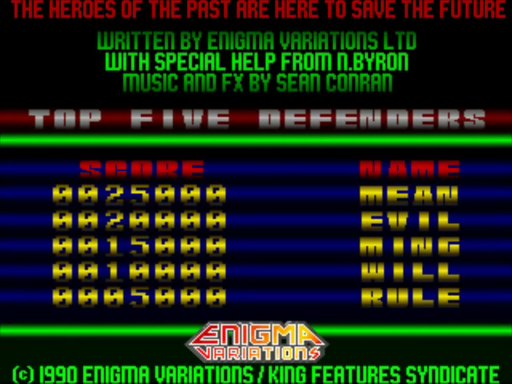 THE HEROES OF THE PAST ARE HERE TO SAVE THE FUTURE
WRITTEN BY ENIGMA VARIATIONS LTD
WITH SPECIAL HELP FROM N.BYRON
MUSIC AND FX BY SEAN CONRAN
TOP FIVE DEFENDERS
SCORE NAME
0025000 MEAN
0020000 EVIL
0015000 MING
0010000 WILL
0005000 RULE
ENIGMA
VARIATIONS
(c) 1990 ENIGMA VARIATIONS / KING FEATURES SYNDICATE